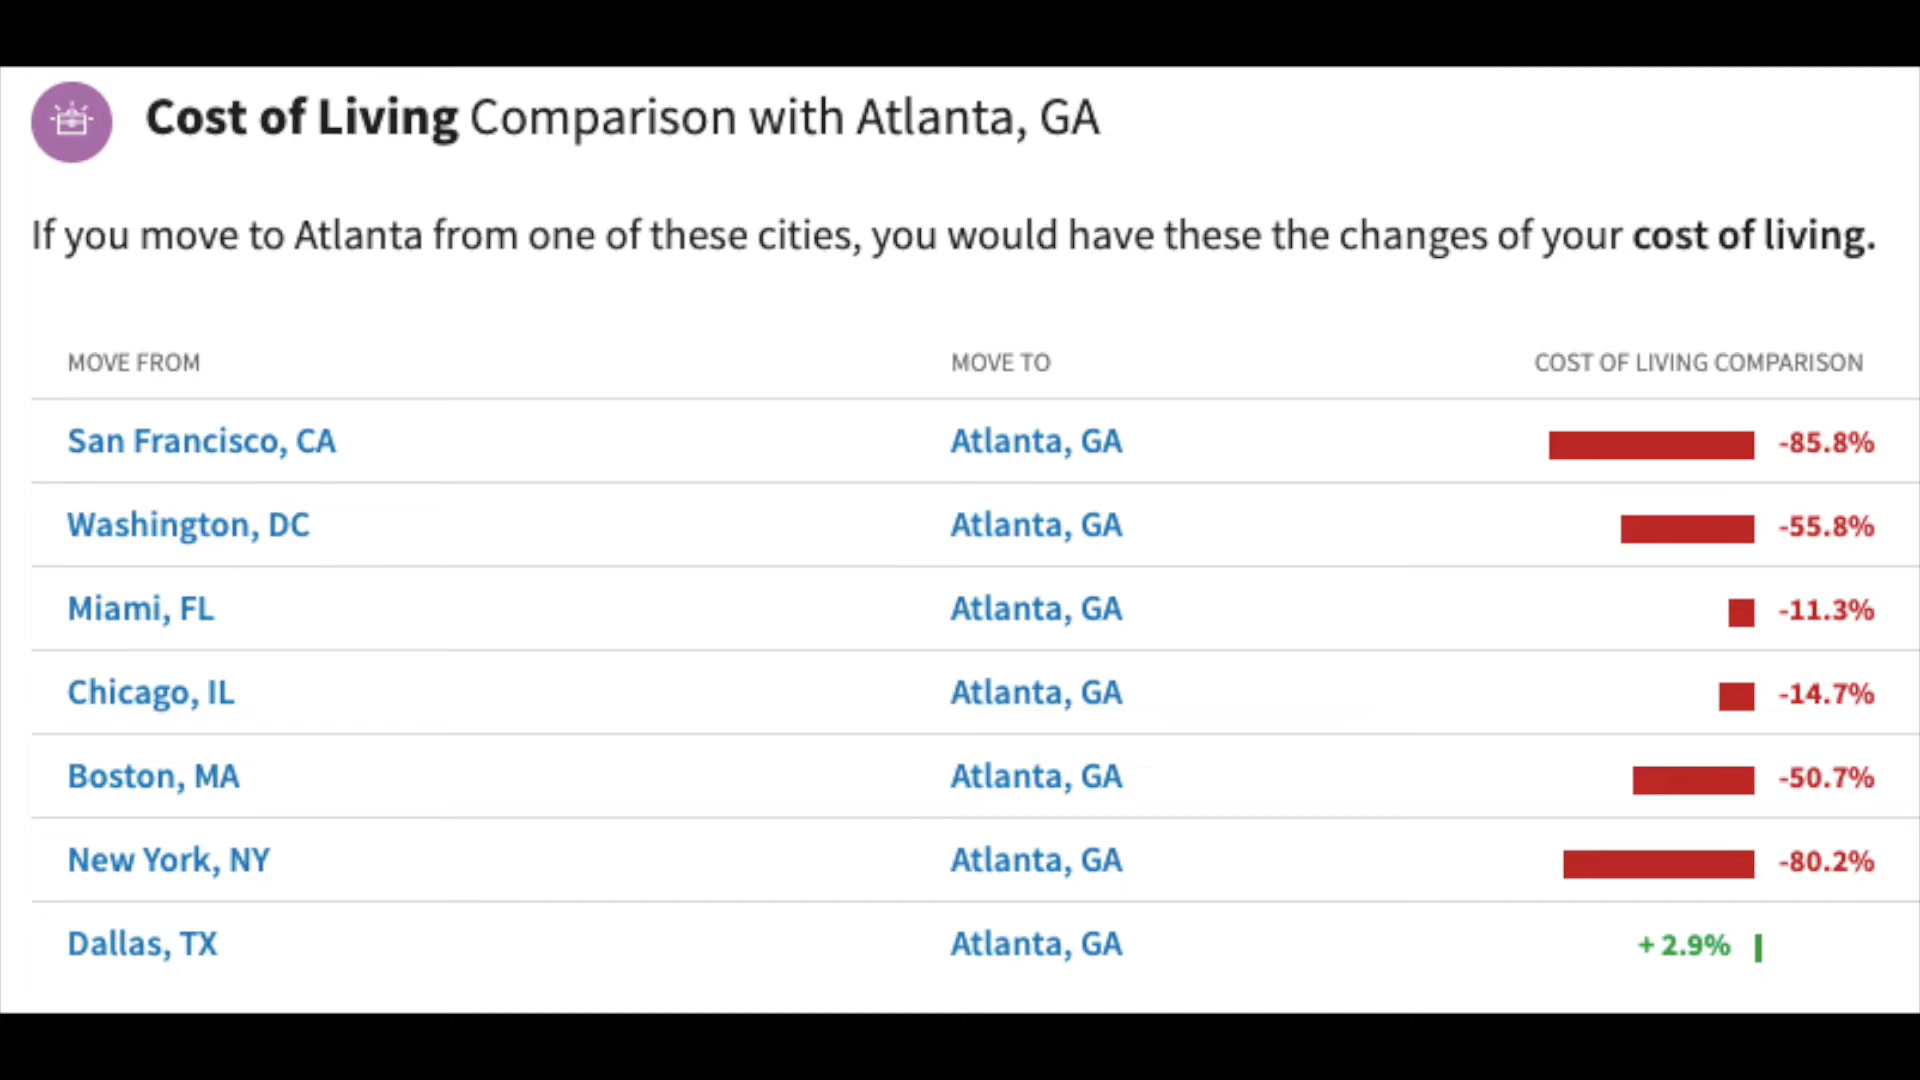 Cost of Living Comparison with Atlanta, GA
If you move to Atlanta from one of these cities, you would have these the changes of your cost of living.
MOVE FROM MOVE TO COST OF LIVING COMPARISON
San Francisco, CA Atlanta, GA -85.8%
Washington, DC Atlanta, GA -55.8%
Miami, FL Atlanta, GA -11.3%
Chicago, IL Atlanta, GA -14.7%
Boston, MA Atlanta, GA -50.7%
New York, NY Atlanta, GA -80.2%
Dallas, TX Atlanta, GA + 2.9%